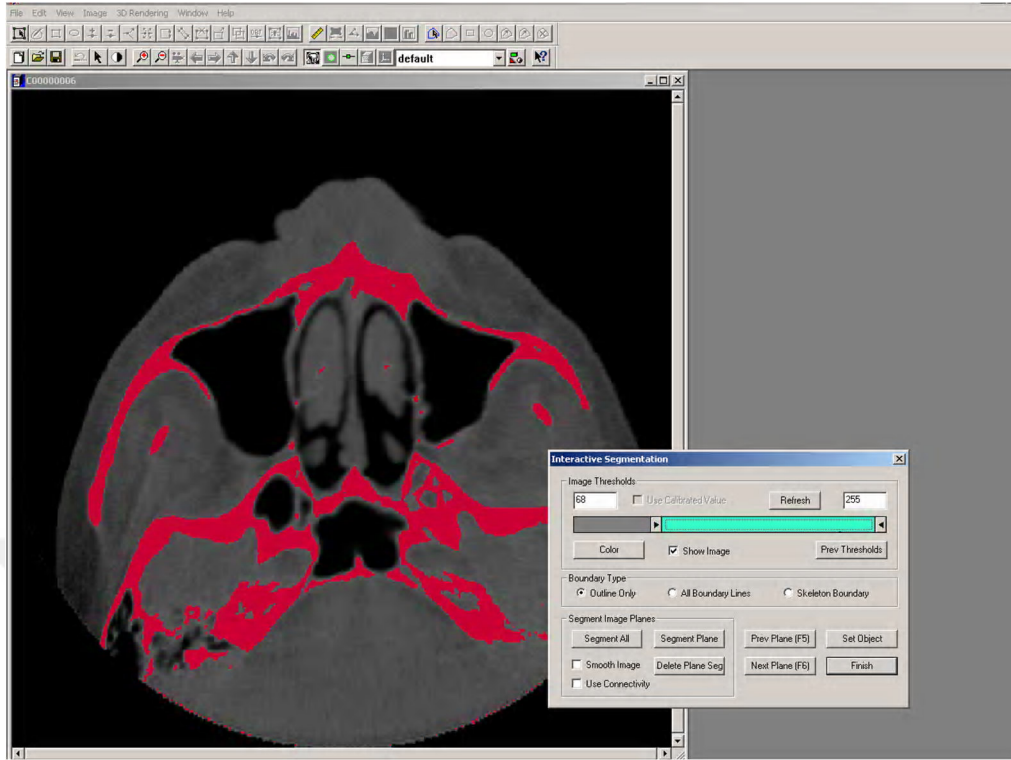 File Edit View Image 3D Rendering Window Help
default
C00000006
Interactive Segmentation
Image Thresholds
68 Use Calibrated Value Refresh 255
Color Show Image Prev Thresholds
Boundary Type
Outline Only All Boundary Lines Skeleton Boundary
Segment Image Planes
Segment All Segment Plane Prev Plane (F5) Set Object
Smooth Image Delete Plane Seg Next Plane (F6) Finish
Use Connectivity